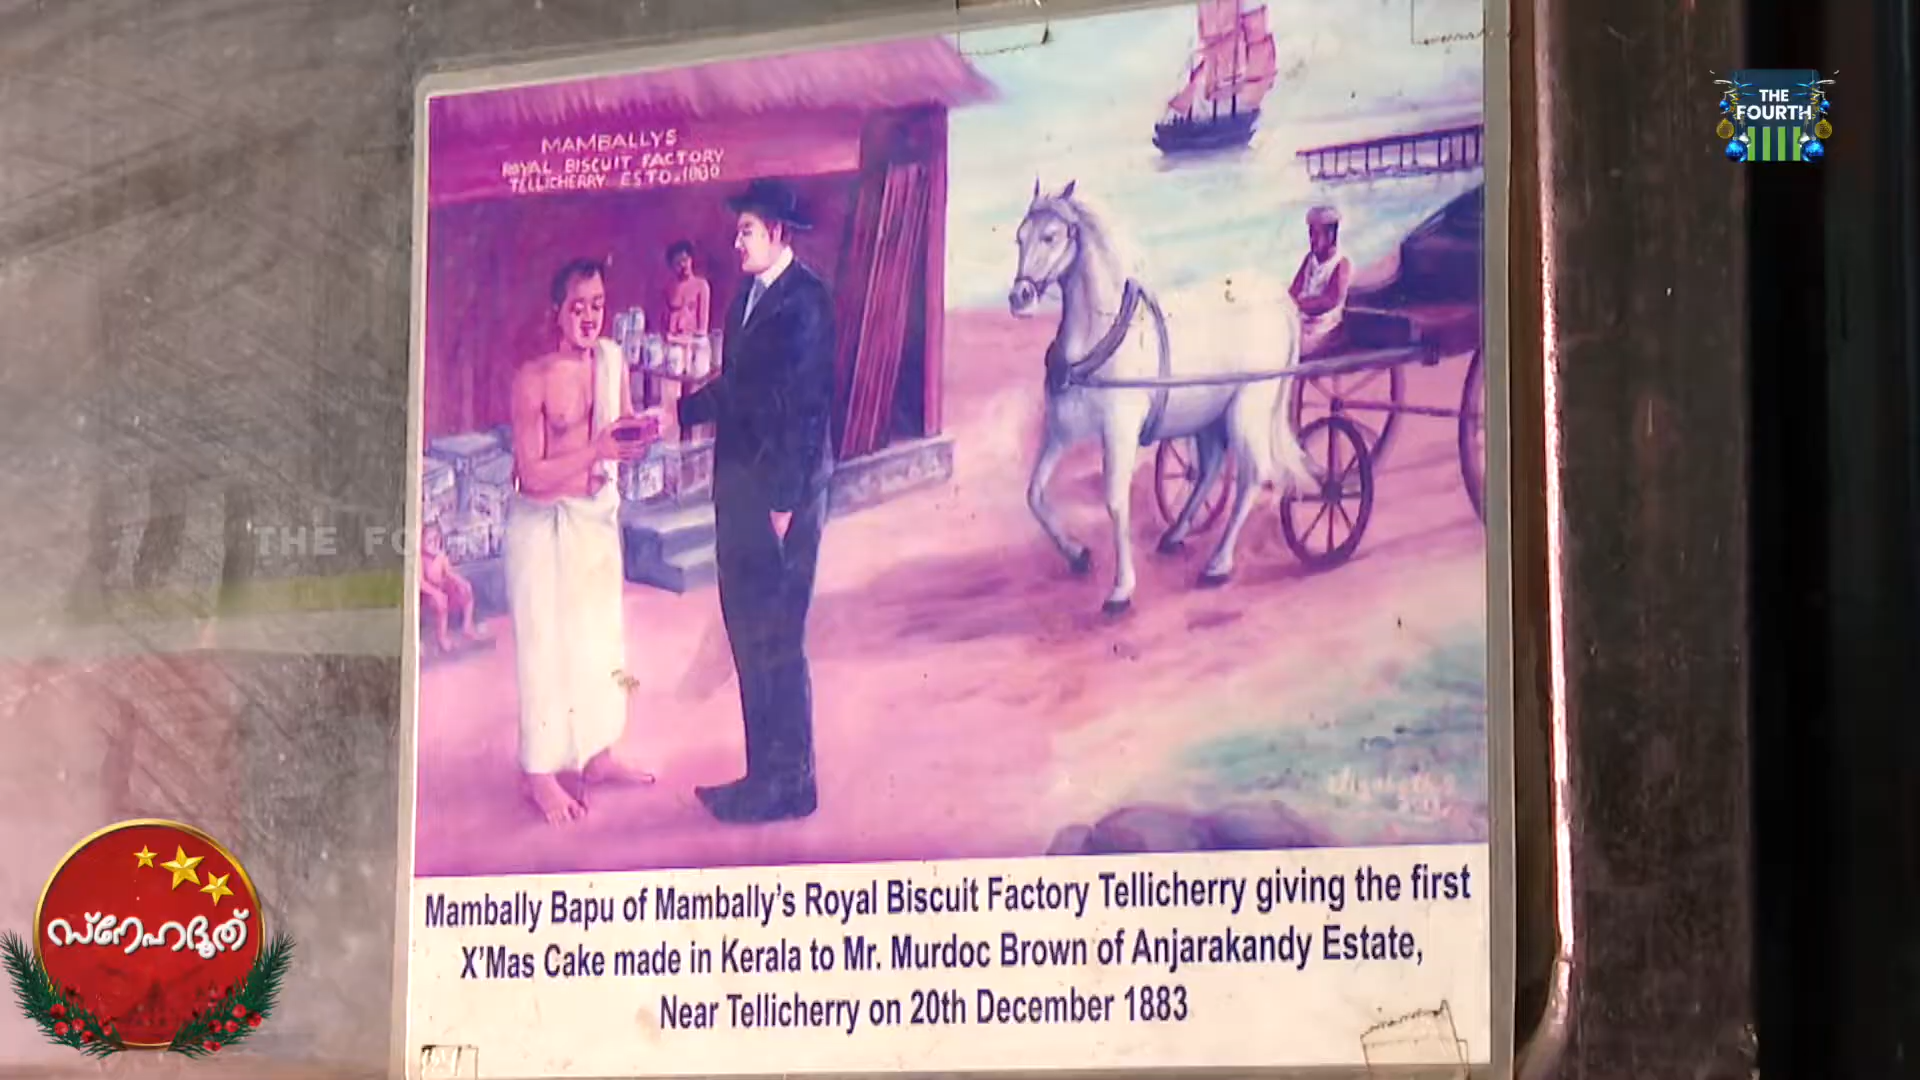 THE
FOURTH
MAMBALLYS
ROYAL BISCUIT FACTORY
TELLICHERRY ESTD.1880
THE FOUR
സ്നേഹദൂത്
Mambally Bapu of Mambally's Royal Biscuit Factory Tellicherry giving the first
X'Mas Cake made in Kerala to Mr. Murdoc Brown of Anjarakandy Estate,
Near Tellicherry on 20th December 1883